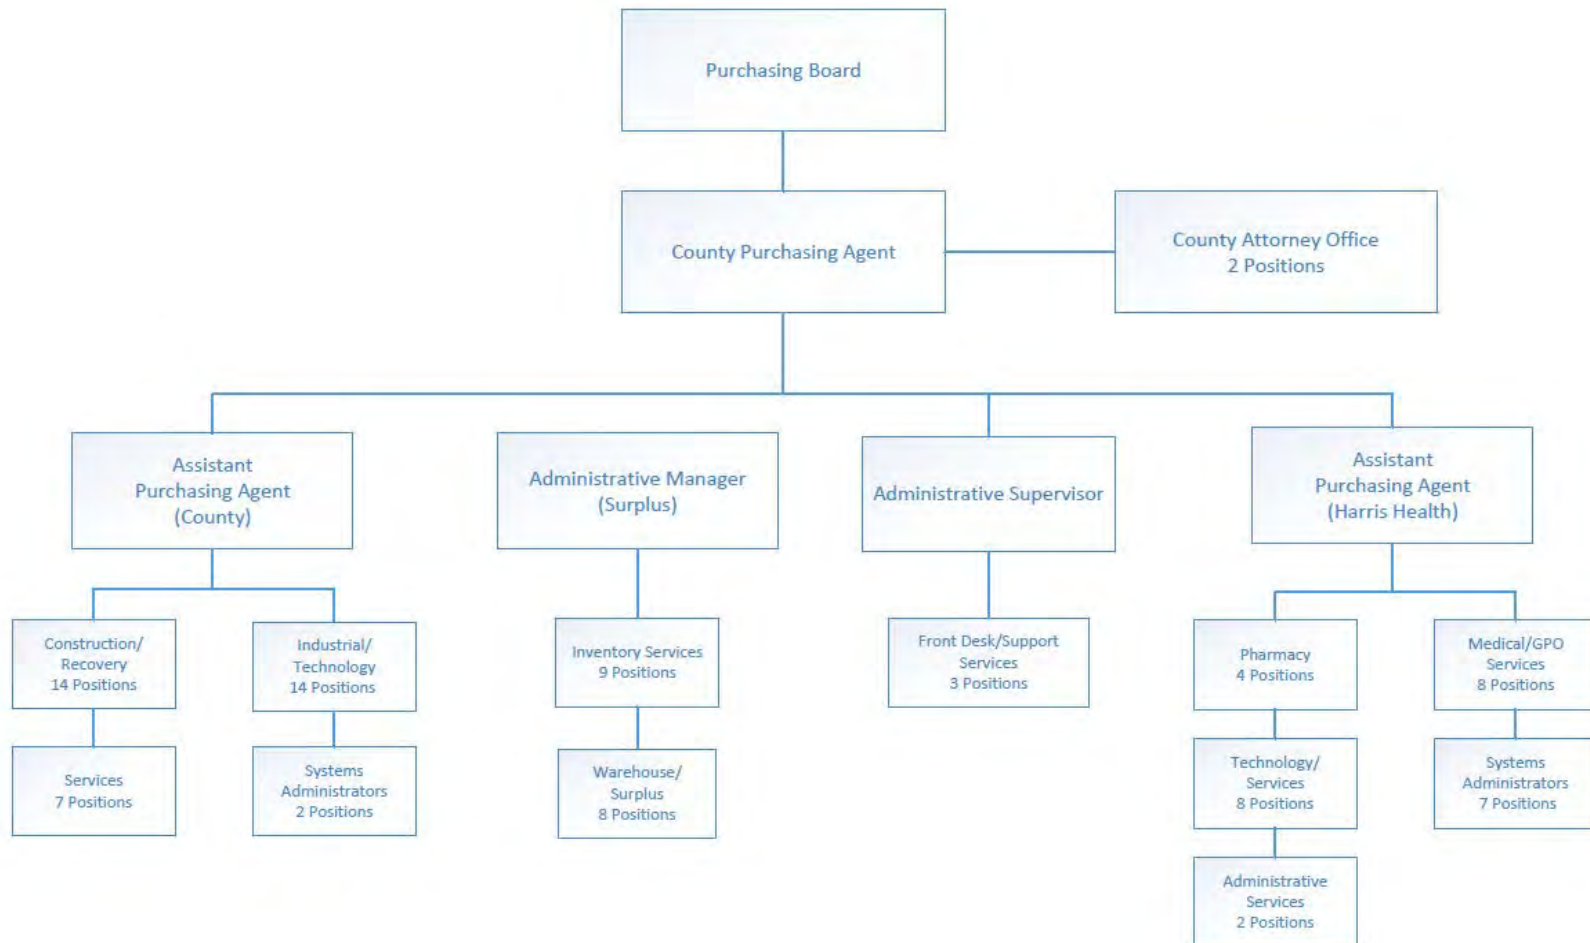 Purchasing Board
County Purchasing Agent
County Attorney Office
2 Positions
Assistant
Purchasing Agent
(County)
Administrative Manager
(Surplus)
Administrative Supervisor
Assistant
Purchasing Agent
(Harris Health)
Construction/
Recovery
14 Positions
Industrial/
Technology
14 Positions
Inventory Services
9 Positions
Front Desk/Support
Services
3 Positions
Pharmacy
4 Positions
Medical/GPO
Services
8 Positions
Services
7 Positions
Systems
Administrators
2 Positions
Warehouse/
Surplus
8 Positions
Technology/
Services
8 Positions
Systems
Administrators
7 Positions
Administrative
Services
2 Positions